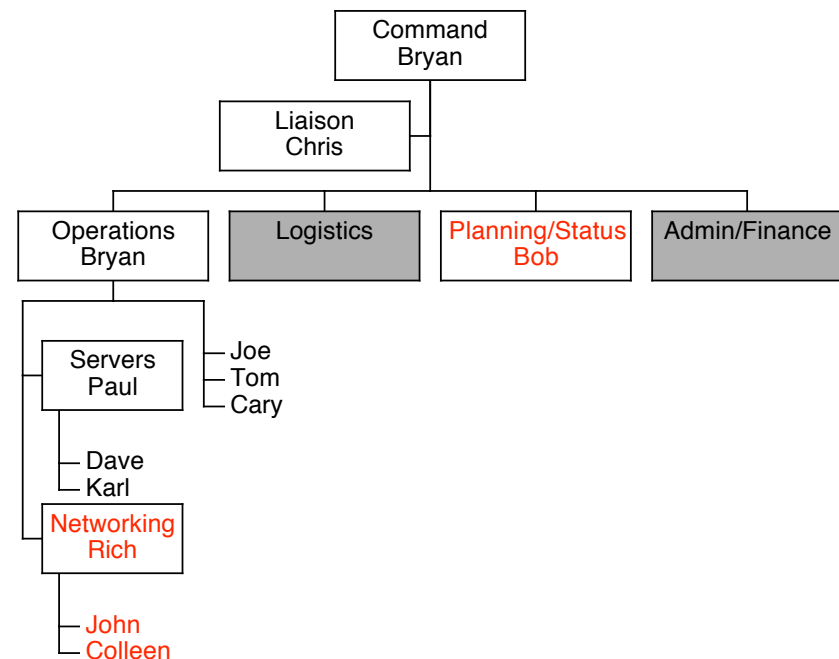 Command
Bryan
Liaison
Chris
Operations
Bryan
Logistics
Planning/Status
Bob
Admin/Finance
Servers
Paul
Joe
Tom
Cary
Dave
Karl
Networking
Rich
John
Colleen